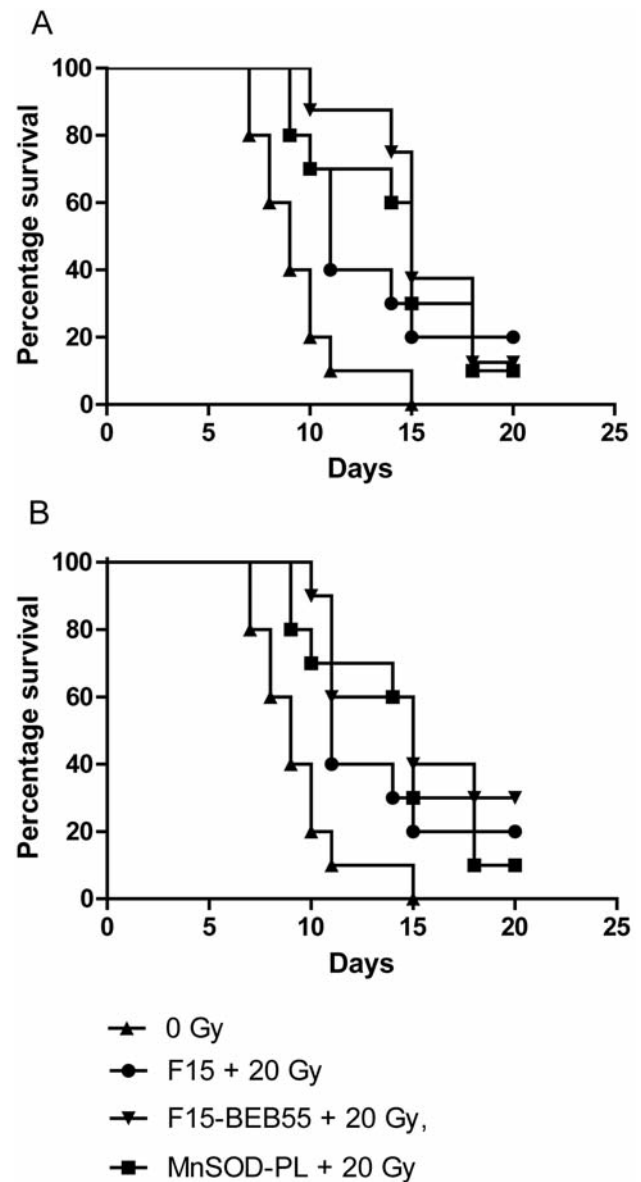 A
Percentage survival
100
80
60
40
20
0
0 5 10 15 20 25
Days
B
Percentage survival
100
80
60
40
20
0
0 5 10 15 20 25
Days
0 Gy
F15 + 20 Gy
F15-BEB55 + 20 Gy,
MnSOD-PL + 20 Gy